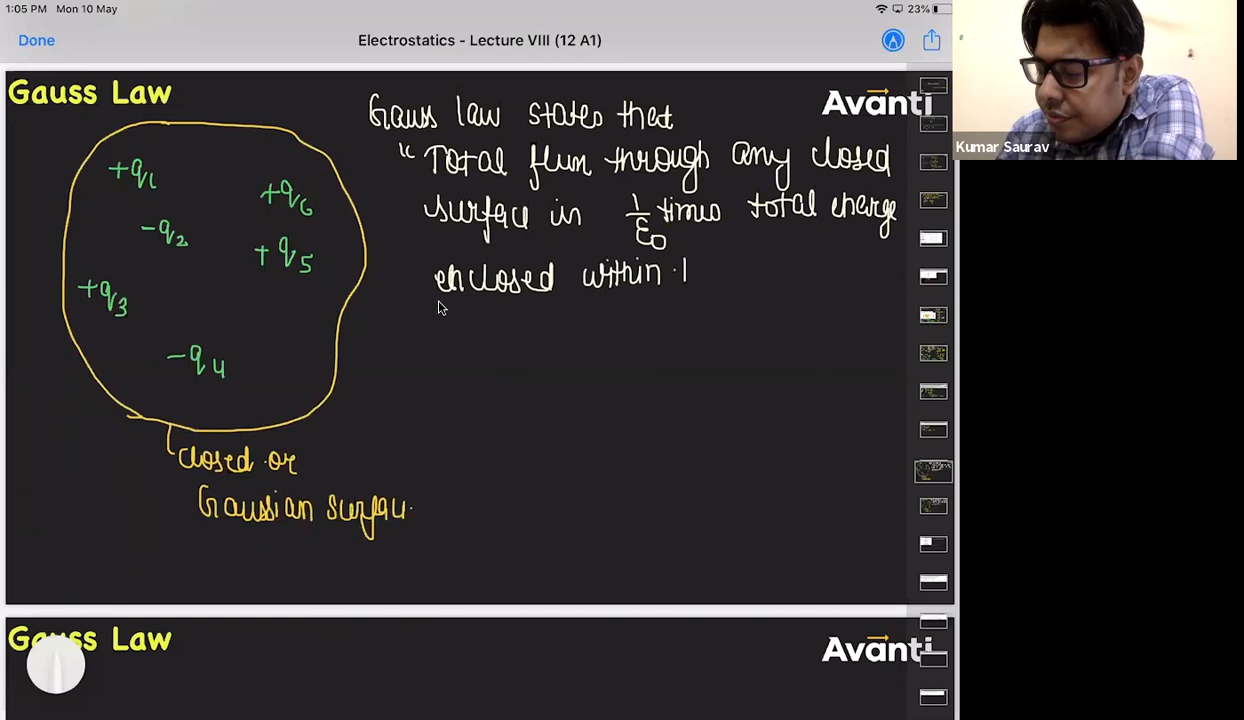 1:05 PM Mon 10 May
23%
Done
Electrostatics - Lecture VIII (12 A1)
Gauss Law
Avanti
Gauss law states that
" Total flux through any closed
surface is 1/ε0 times total charge
enclosed within
+q1
+q6
-q2
+q5
+q3
-q4
closed or
Gaussian surface
Kumar Saurav
Gauss Law
Avanti